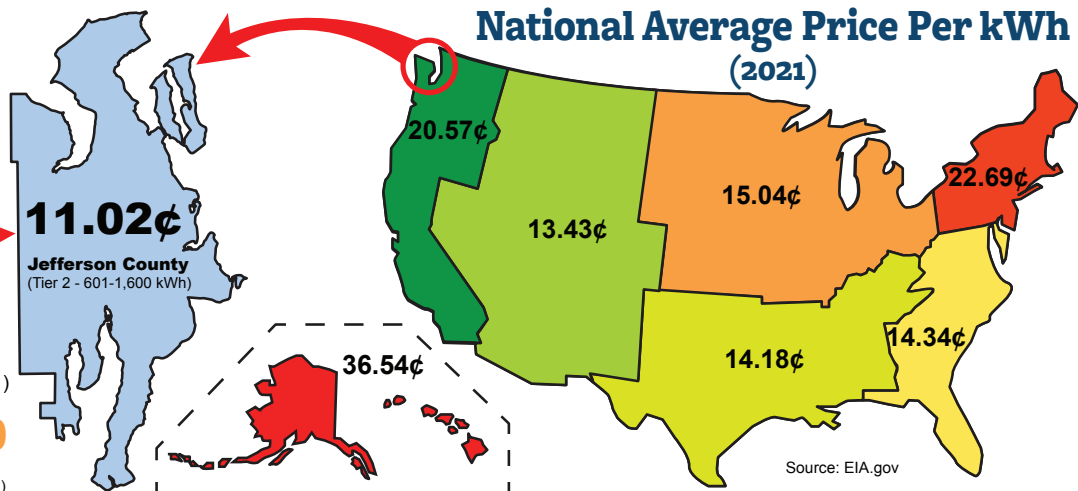 National Average Price Per kWh
(2021)
11.02¢
Jefferson County
(Tier 2 - 601-1,600 kWh)
20.57¢
13.43¢
15.04¢
22.69¢
14.18¢
14.34¢
36.54¢
Source: EIA.gov
)
)